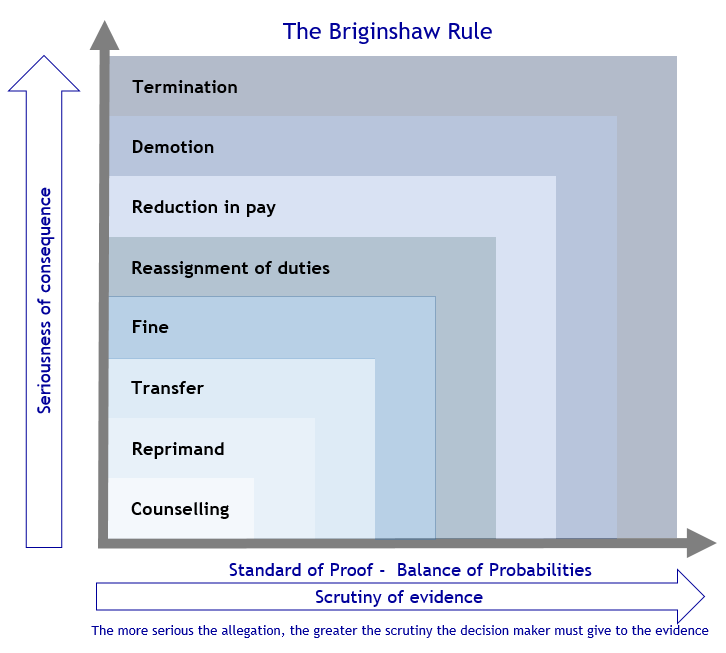 The Briginshaw Rule
Seriousness of consequence
Termination
Demotion
Reduction in pay
Reassignment of duties
Fine
Transfer
Reprimand
Counselling
Standard of Proof - Balance of Probabilities
Scrutiny of evidence
The more serious the allegation, the greater the scrutiny the decision maker must give to the evidence